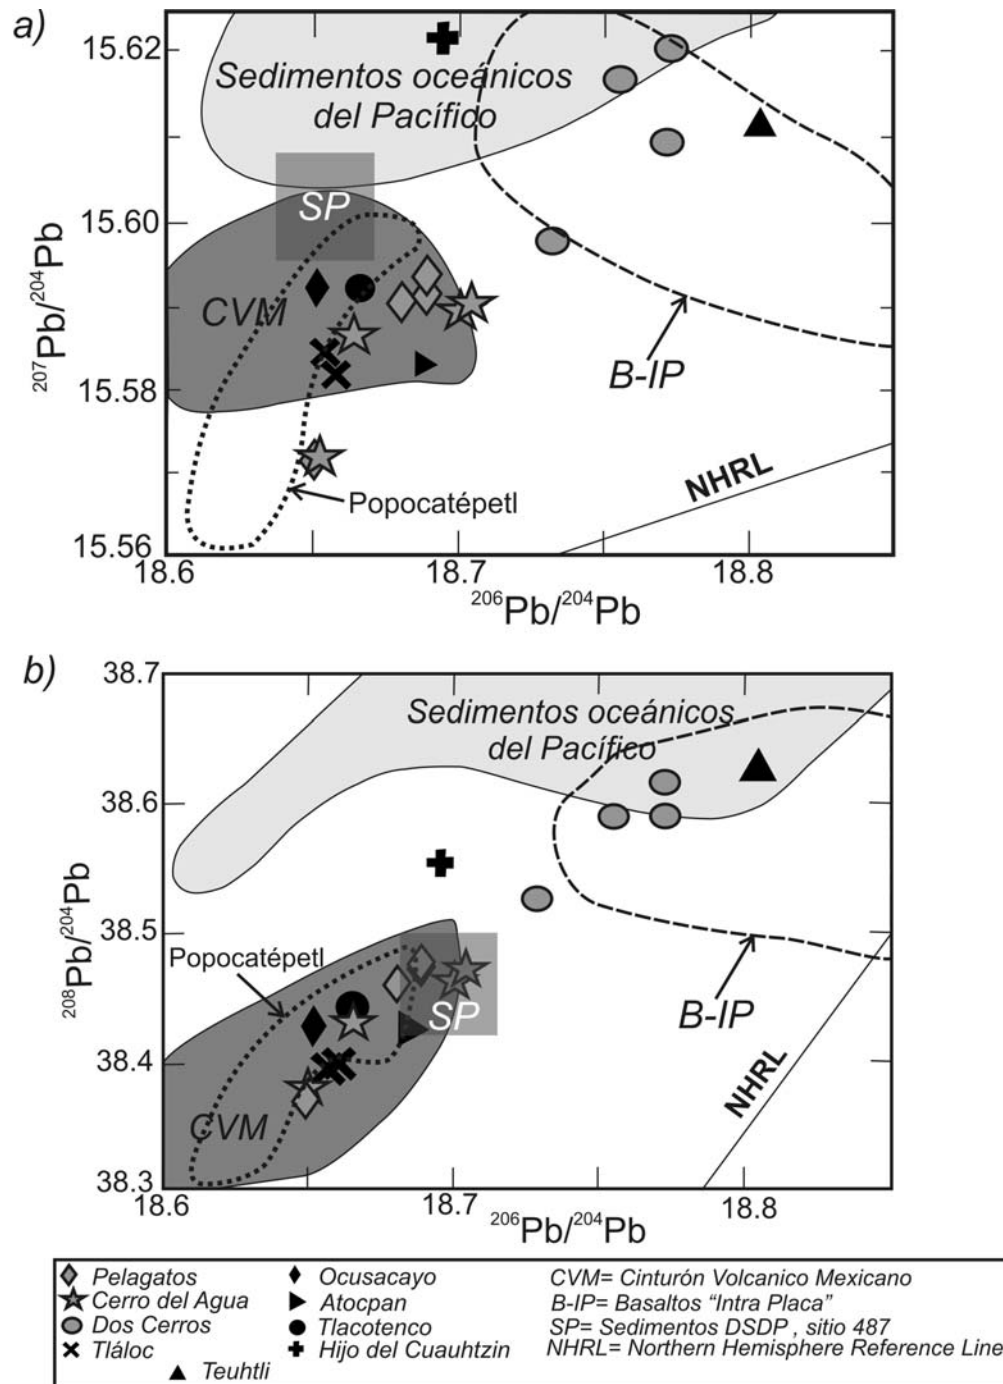 a)
15.62
Sedimentos oceánicos
del Pacífico
SP
15.60
CVM
207Pb/204Pb
B-IP
15.58
NHRL
Popocatépetl
15.56
18.6
18.7
18.8
206Pb/204Pb
b)
38.7
Sedimentos oceánicos
del Pacífico
38.6
208Pb/204Pb
38.5
Popocatépetl
SP
B-IP
38.4
NHRL
CVM
38.3
18.6
18.7
18.8
206Pb/204Pb
Pelagatos
Ocusacayo
CVM= Cinturón Volcanico Mexicano
Cerro del Agua
Atocpan
B-IP= Basaltos "Intra Placa"
Dos Cerros
Tlacotenco
SP= Sedimentos DSDP , sitio 487
Tláloc
Hijo del Cuauhtzin
NHRL= Northern Hemisphere Reference Line
Teuhtli